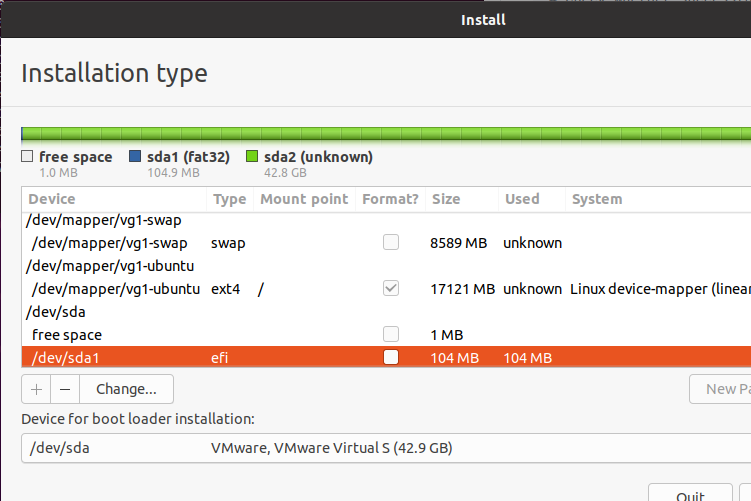 Install
Installation type
free space sda1 (fat32) sda2 (unknown)
1.0 MB 104.9 MB 42.8 GB
Device Type Mount point Format? Size Used System
/dev/mapper/vg1-swap
/dev/mapper/vg1-swap swap 8589 MB unknown
/dev/mapper/vg1-ubuntu
/dev/mapper/vg1-ubuntu ext4 / 17121 MB unknown Linux device-mapper (linea
/dev/sda
free space 1 MB
/dev/sda1 efi 104 MB 104 MB
+ − Change... New Pa
Device for boot loader installation:
/dev/sda VMware, VMware Virtual S (42.9 GB)
Quit